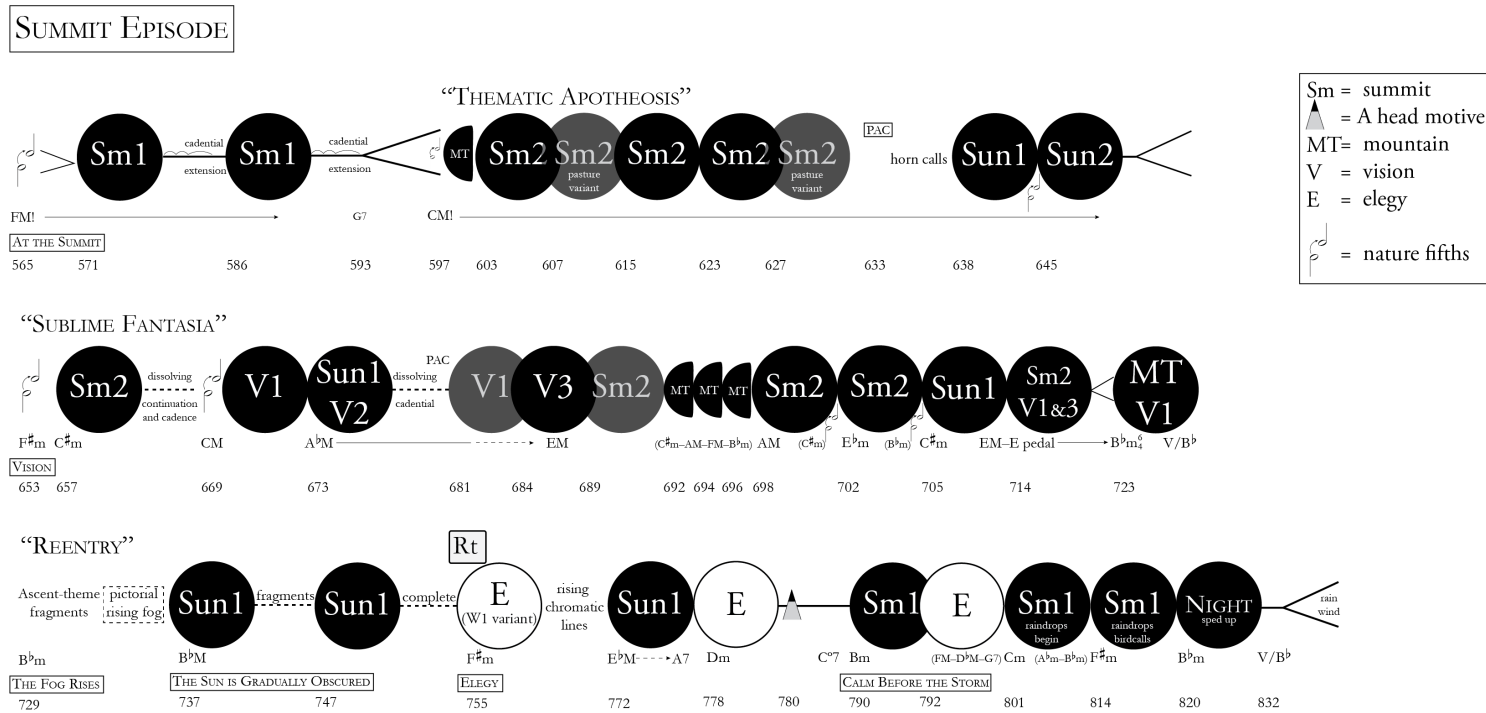 SUMMIT EPISODE
"THEMATIC APOTHEOSIS"
Sm1
cadential
extension
Sm1
cadential
extension
MT
Sm2
Sm2
pasture
variant
Sm2
Sm2
Sm2
pasture
variant
PAC
horn calls
Sun1
Sun2
FM!
G7
CM!
AT THE SUMMIT
565 571 586 593 597 603 607 615 623 627 633 638 645
Sm = summit
= A head motive
MT= mountain
V = vision
E = elegy
= nature fifths
"SUBLIME FANTASIA"
Sm2
dissolving
continuation
and cadence
V1
Sun1
V2
PAC
dissolving
cadential
V1
V3
Sm2
MT
MT
MT
Sm2
Sm2
Sun1
Sm2
V1&3
MT
V1
F♯m C♯m CM A♭M EM (C♯m–AM–FM–B♭m) AM (C♯m) E♭m (B♭m) C♯m EM–E pedal B♭m6/4 V/B♭
VISION
653 657 669 673 681 684 689 692 694 696 698 702 705 714 723
"REENTRY"
Rt
Ascent-theme
fragments
pictorial
rising fog
Sun1
fragments
Sun1
complete
E
(W1 variant)
rising
chromatic
lines
Sun1
E
Sm1
E
Sm1
raindrops
begin
Sm1
raindrops
birdcalls
NIGHT
sped up
rain
wind
B♭m B♭M F♯m E♭M A7 Dm C°7 Bm (FM–D♭M–G7) Cm (A♭m–B♭m) F♯m B♭m V/B♭
THE FOG RISES
THE SUN IS GRADUALLY OBSCURED
ELEGY
CALM BEFORE THE STORM
729 737 747 755 772 778 780 790 792 801 814 820 832